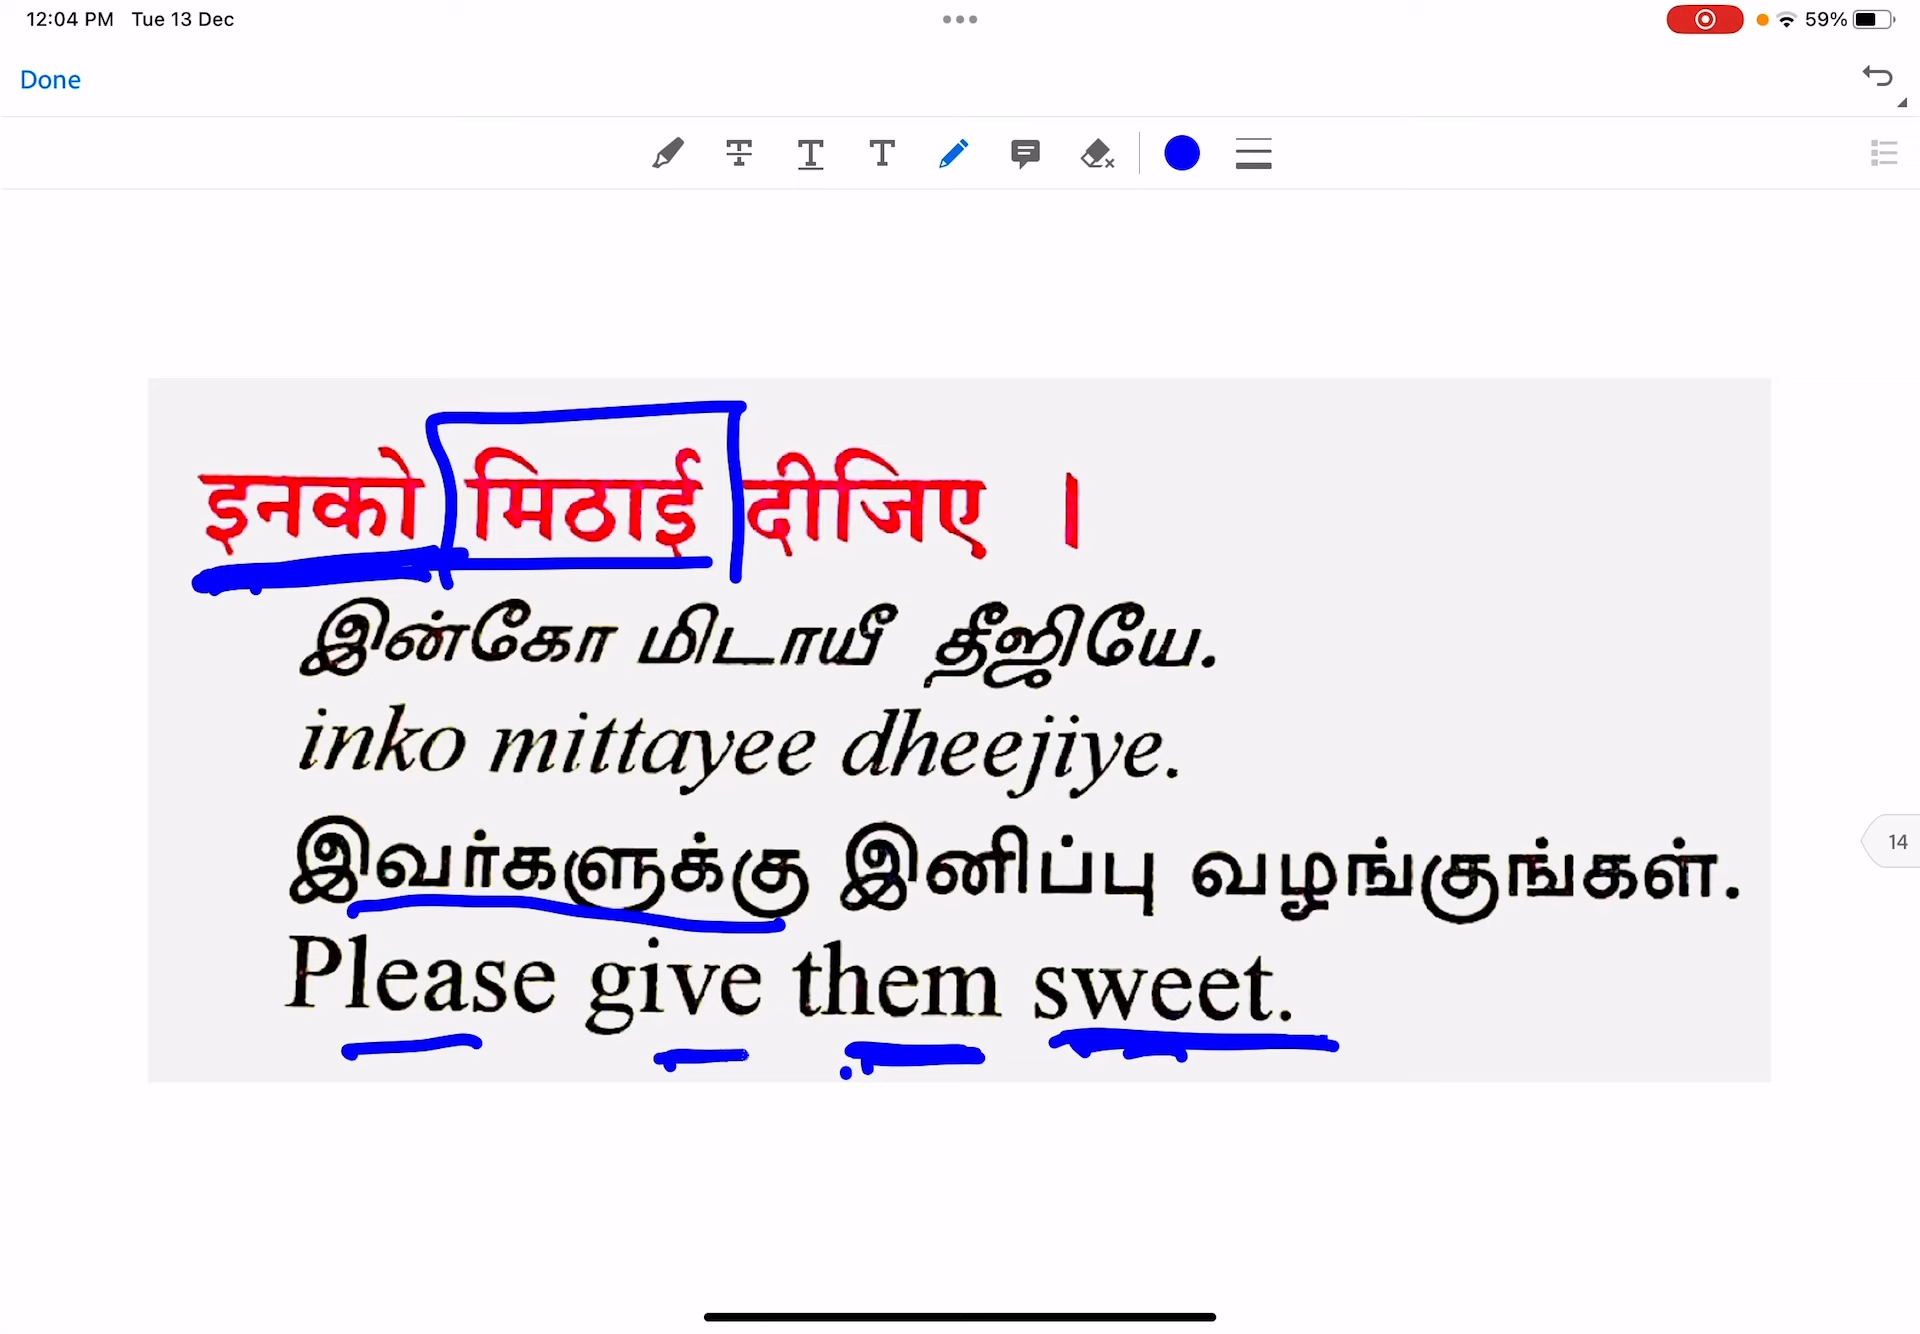 12:04 PM Tue 13 Dec 59%
Done
इनको मिठाई दीजिए ।
இன்கோ மிடாயீ தீஜியே.
inko mittayee dheejiye.
இவர்களுக்கு இனிப்பு வழங்குங்கள்.
14
Please give them sweet.